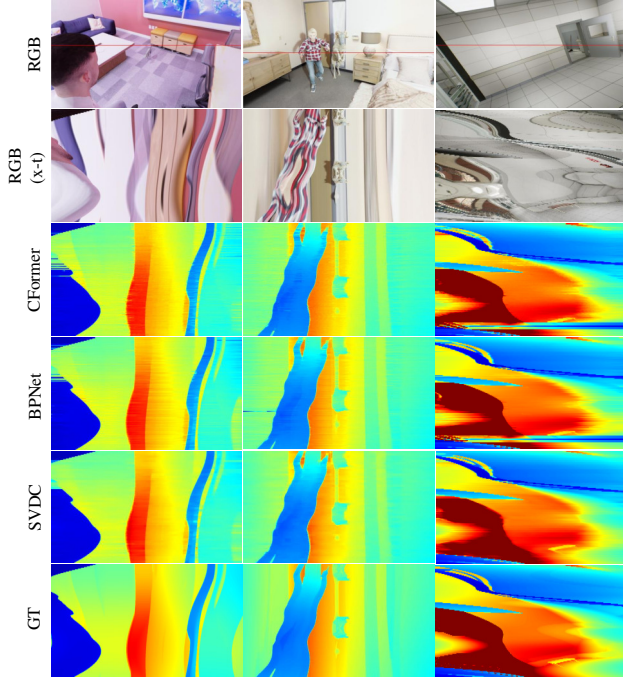 RGB
RGB
(x-t)
CFormer
BPNet
SVDC
GT